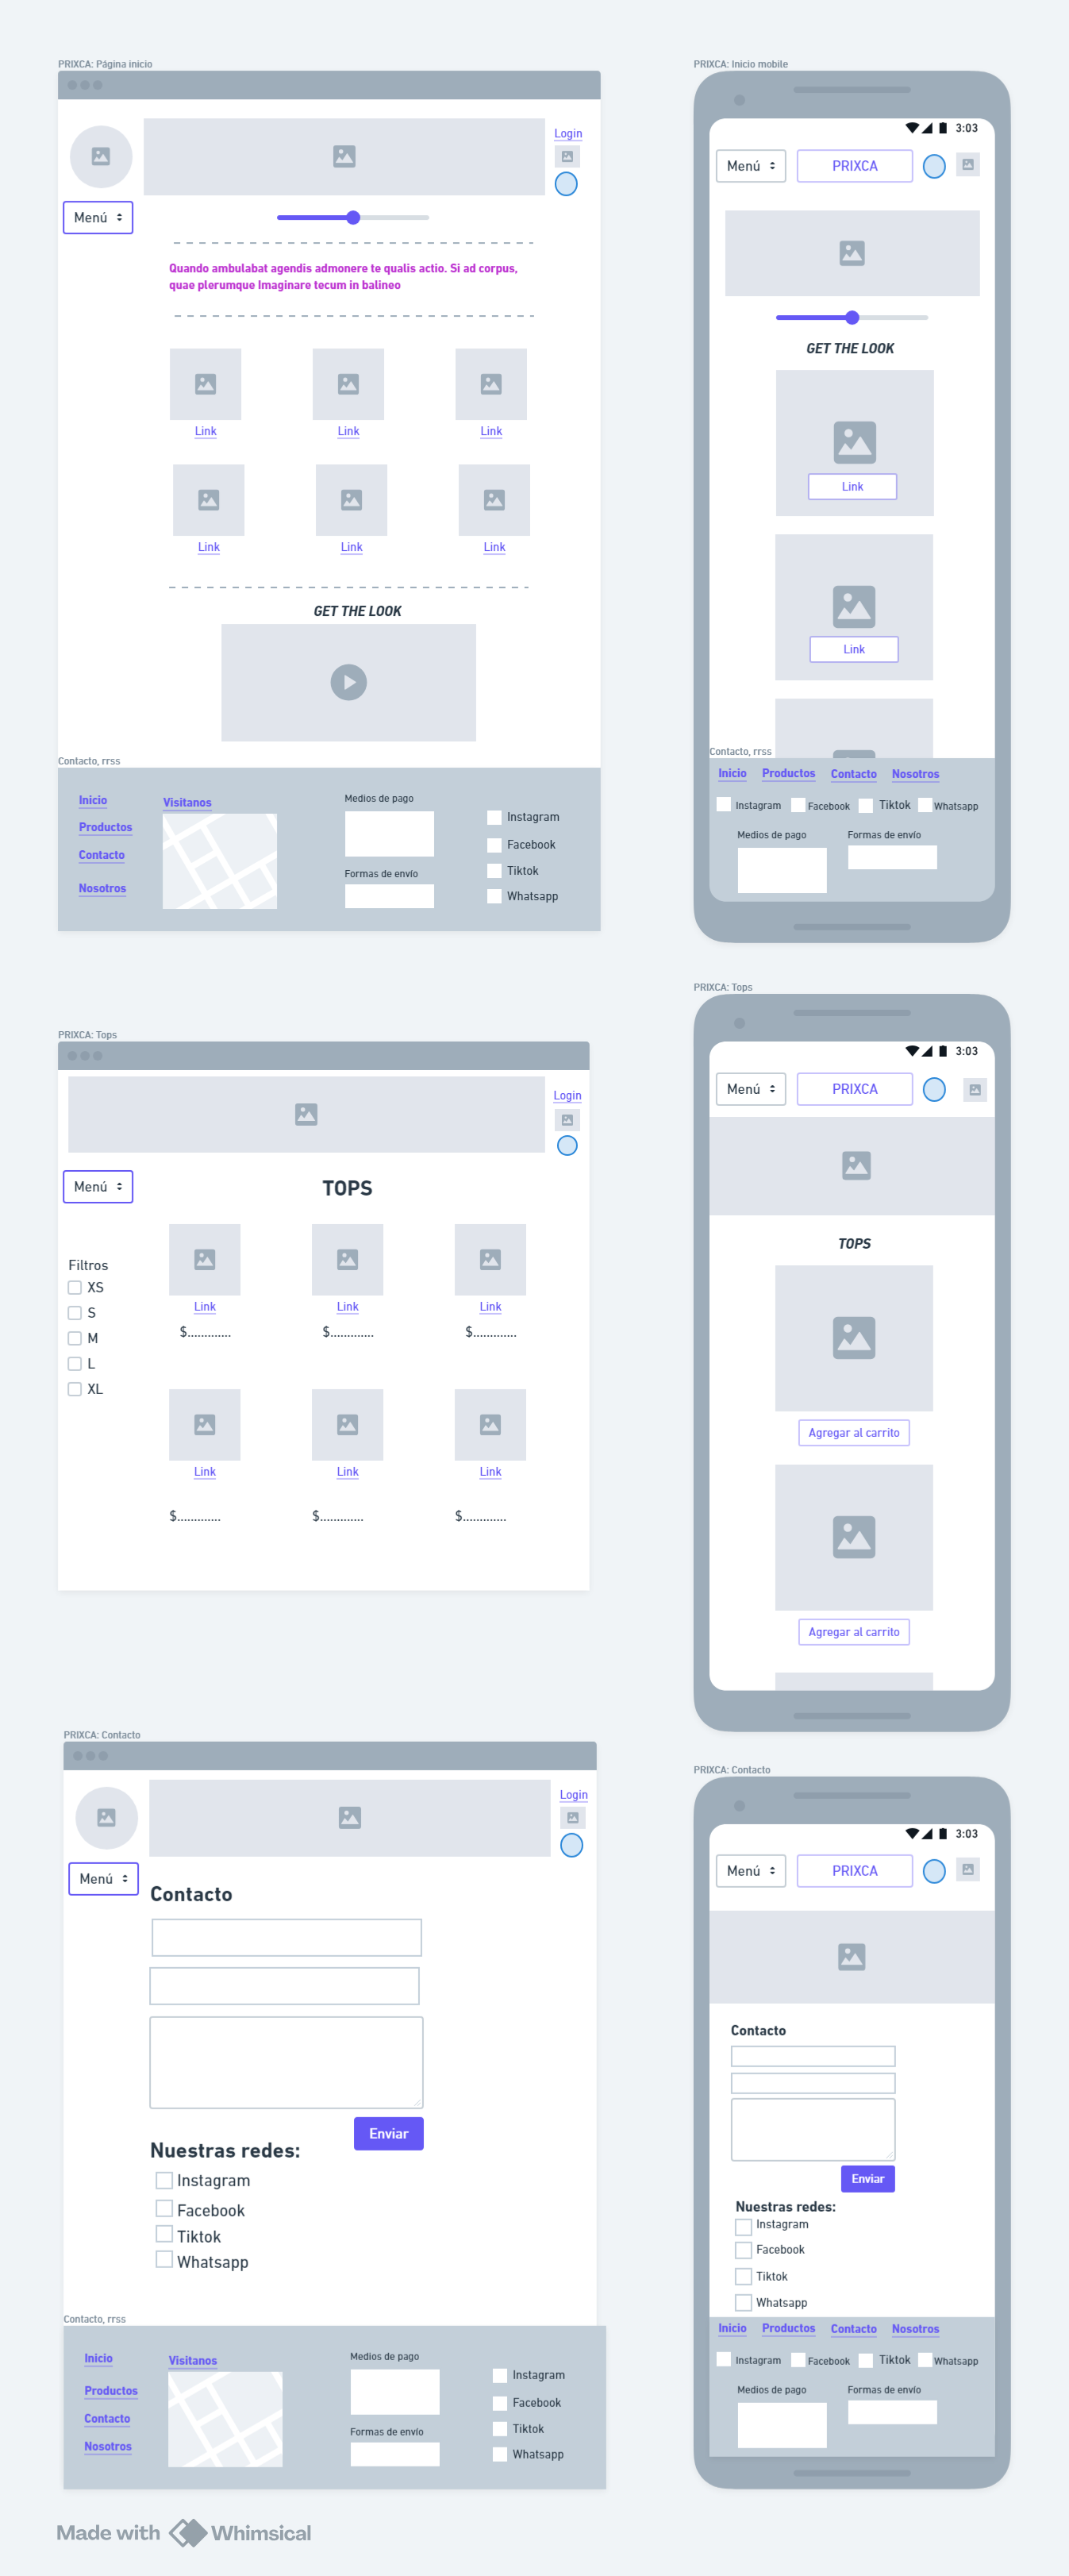 PRIXCA: Página inicio
Login
Menú
Quando ambulabat agendis admonere te qualis actio. Si ad corpus,
quae plerumque Imaginare tecum in balineo
Link
Link
Link
Link
Link
Link
GET THE LOOK
Contacto, rrss
Inicio
Productos
Contacto
Nosotros
Visitanos
Medios de pago
Formas de envío
Instagram
Facebook
Tiktok
Whatsapp
PRIXCA: Inicio mobile
3:03
Menú
PRIXCA
GET THE LOOK
Link
Link
Contacto, rrss
Inicio
Productos
Contacto
Nosotros
Instagram
Facebook
Tiktok
Whatsapp
Medios de pago
Formas de envío
PRIXCA: Tops
Login
Menú
TOPS
Filtros
XS
S
M
L
XL
Link
Link
Link
$.............
$.............
$.............
Link
Link
Link
$.............
$.............
$.............
PRIXCA: Tops
3:03
Menú
PRIXCA
TOPS
Agregar al carrito
Agregar al carrito
PRIXCA: Contacto
Login
Menú
Contacto
Enviar
Nuestras redes:
Instagram
Facebook
Tiktok
Whatsapp
Contacto, rrss
Inicio
Productos
Contacto
Nosotros
Visitanos
Medios de pago
Formas de envío
Instagram
Facebook
Tiktok
Whatsapp
PRIXCA: Contacto
3:03
Menú
PRIXCA
Contacto
Enviar
Nuestras redes:
Instagram
Facebook
Tiktok
Whatsapp
Inicio
Productos
Contacto
Nosotros
Instagram
Facebook
Tiktok
Whatsapp
Medios de pago
Formas de envío
Made with Whimsical